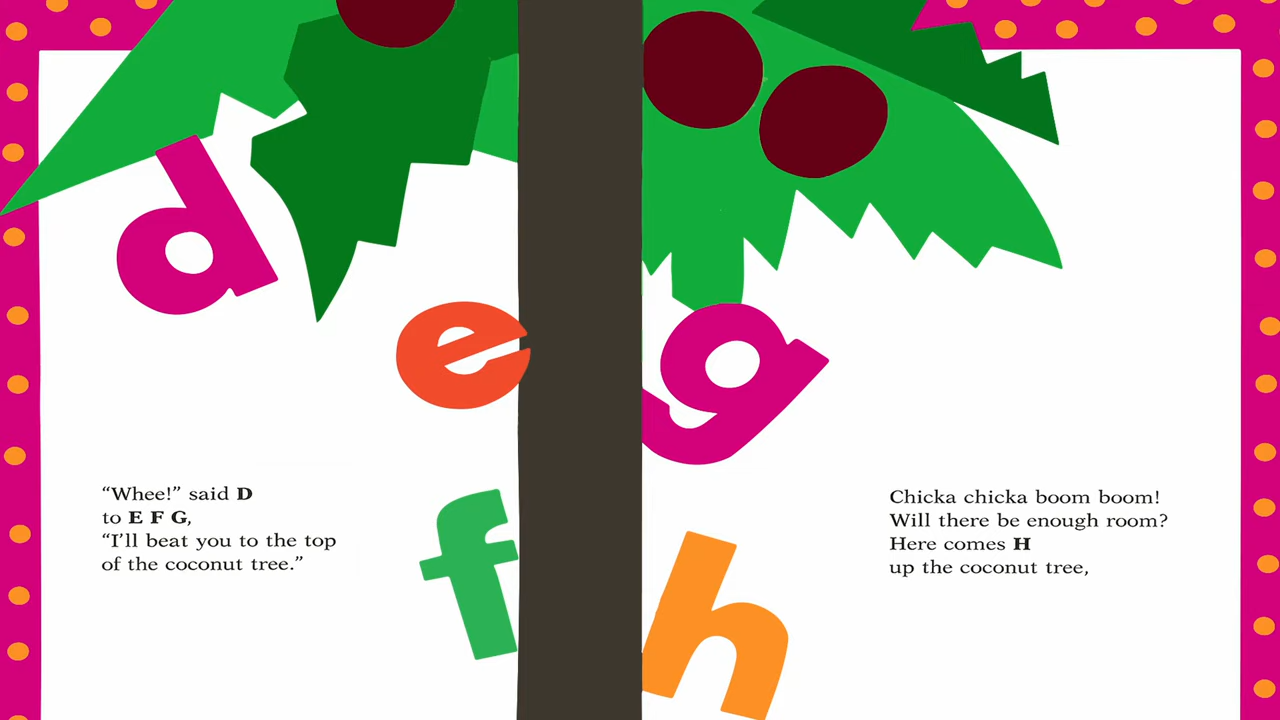 d
e
g
f
h
“Whee!” said D
to E F G,
“I’ll beat you to the top
of the coconut tree.”
Chicka chicka boom boom!
Will there be enough room?
Here comes H
up the coconut tree,